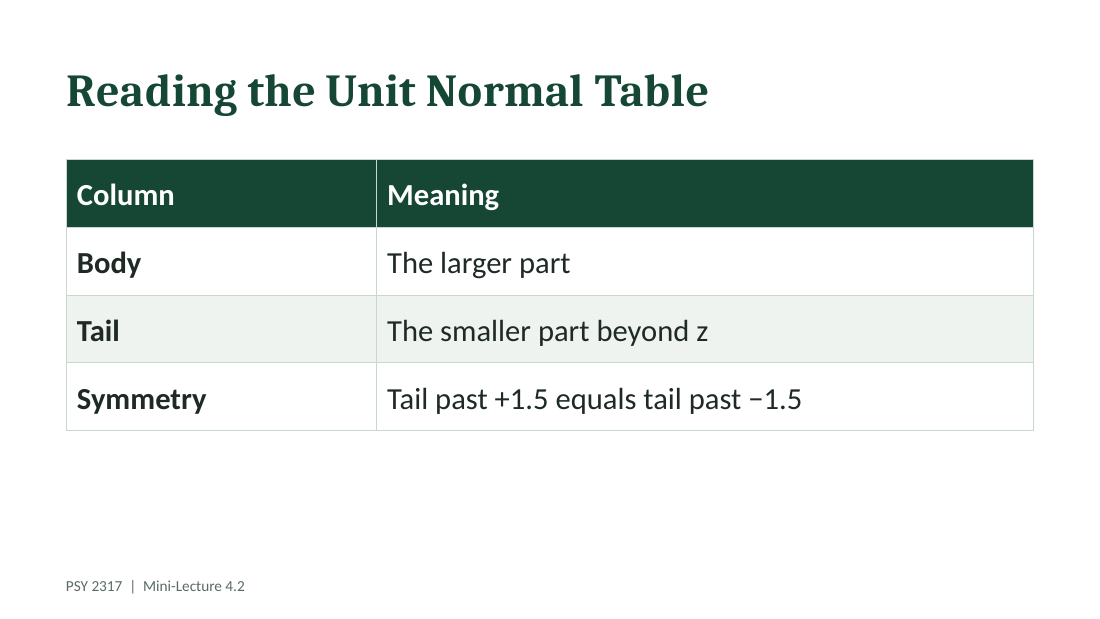 Reading the Unit Normal Table
Column Meaning
Body The larger part
Tail The smaller part beyond z
Symmetry Tail past +1.5 equals tail past −1.5
PSY 2317 | Mini-Lecture 4.2